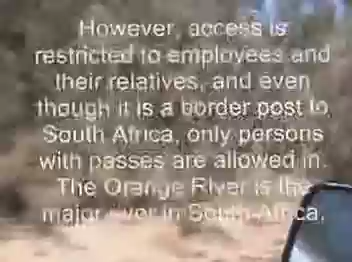 However, access is
restricted to employees and
their relatives, and even
though it is a border post to
South Africa, only persons
with passes are allowed in.
The Orange River is the
major river in South Africa,